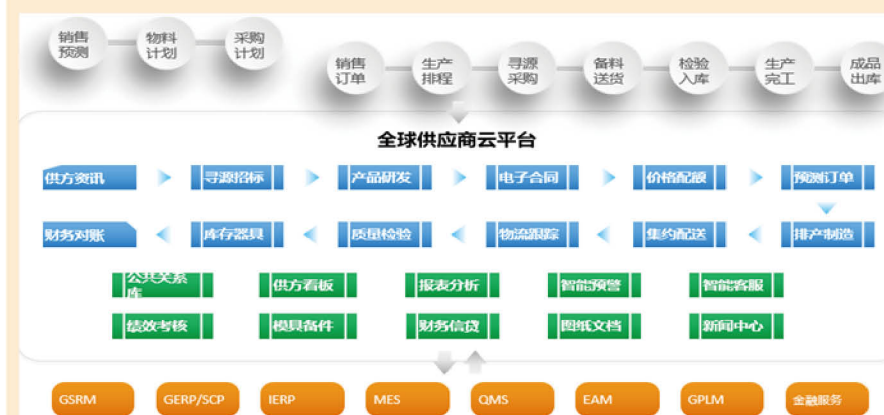 销售
预测
物料
计划
采购
计划
销售
订单
生产
排程
寻源
采购
备料
送货
检验
入库
生产
完工
成品
出库
全球供应商云平台
供方资讯
寻源招标
产品研发
电子合同
价格配额
预测订单
财务对账
库存器具
质量检验
物流跟踪
集约配送
排产制造
公共关系
库
供方看板
报表分析
智能预警
智能客服
绩效考核
模具备件
财务信贷
图纸文档
新闻中心
GSRM
GERP/SCP
IERP
MES
QMS
EAM
GPLM
金融服务